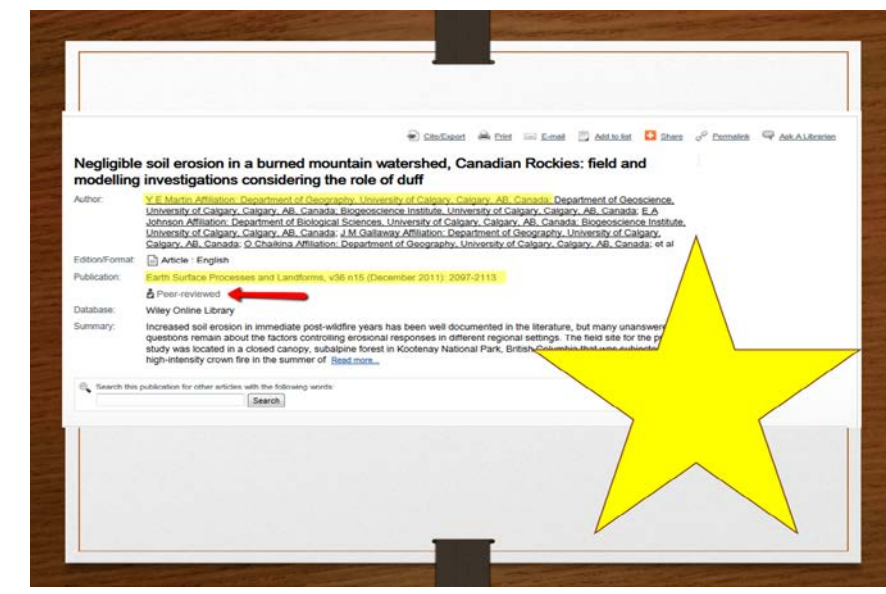 Cite/Export Print E-mail Add to list Share Permalink Ask A Librarian
Negligible soil erosion in a burned mountain watershed, Canadian Rockies: field and
modelling investigations considering the role of duff
Author: Y E Martin Affiliation: Department of Geography, University of Calgary, Calgary, AB, Canada; Department of Geoscience,
University of Calgary, Calgary, AB, Canada; Biogeoscience Institute, University of Calgary, Calgary, AB, Canada; E A
Johnson Affiliation: Department of Biological Sciences, University of Calgary, Calgary, AB, Canada; Biogeoscience Institute,
University of Calgary, Calgary, AB, Canada; J M Gallaway Affiliation: Department of Geography, University of Calgary,
Calgary, AB, Canada; O Chaikina Affiliation: Department of Geography, University of Calgary, Calgary, AB, Canada; et al
Edition/Format: Article : English
Publication: Earth Surface Processes and Landforms, v36 n15 (December 2011): 2097-2113
Peer-reviewed
Database: Wiley Online Library
Summary: Increased soil erosion in immediate post-wildfire years has been well documented in the literature, but many
questions remain about the factors controlling erosional responses in different regional settings. The field site for the
study was located in a closed canopy, subalpine forest in Kootenay National Park, British Columbia that was
high-intensity crown fire in the summer of Read more...
Search this publication for other articles with the following words:
Search